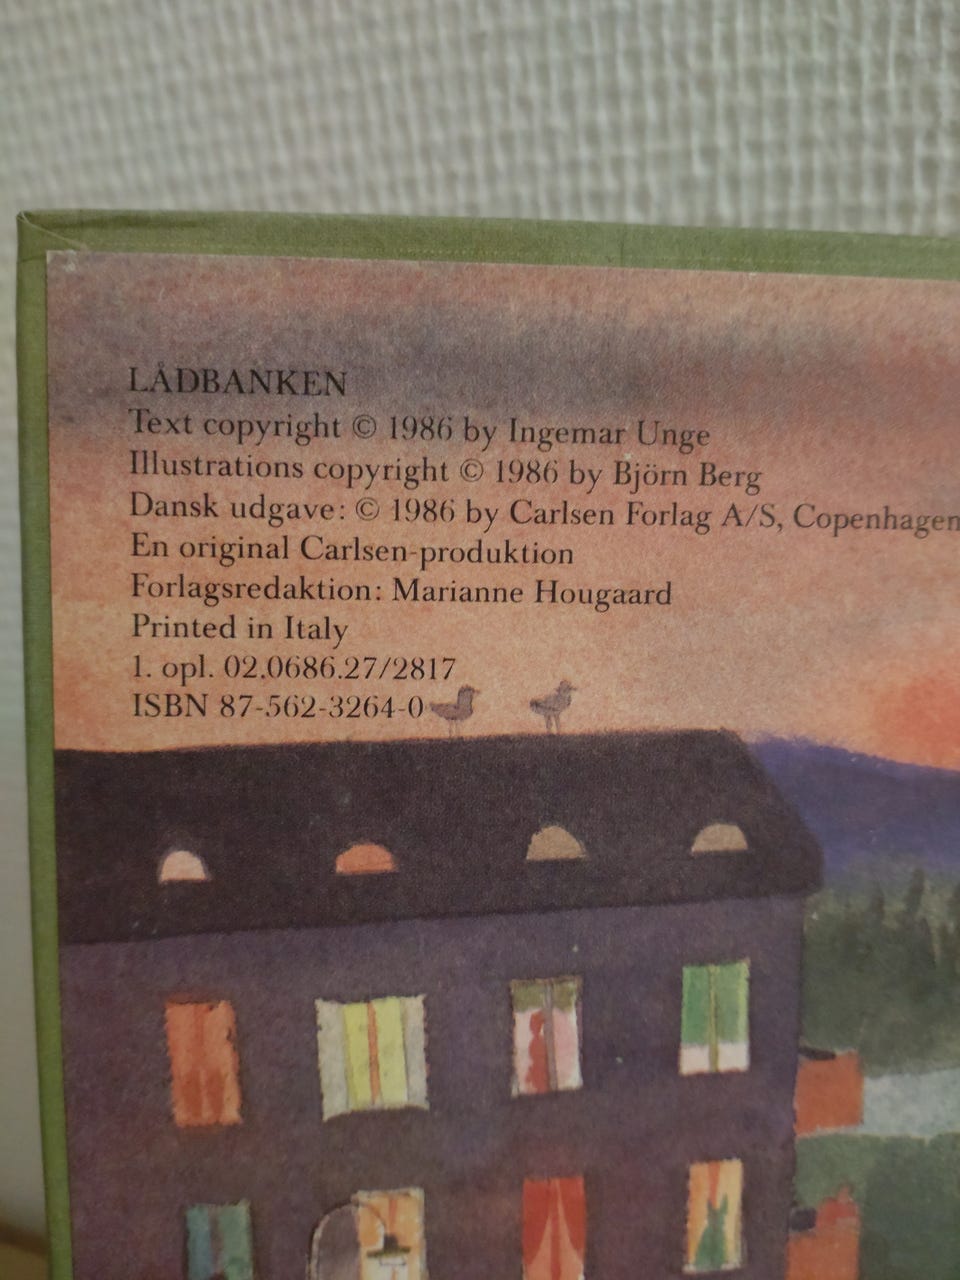 LÅDBANKEN
Text copyright © 1986 by Ingemar Unge
Illustrations copyright © 1986 by Björn Berg
Dansk udgave: © 1986 by Carlsen Forlag A/S, Copenhagen
En original Carlsen-produktion
Forlagsredaktion: Marianne Hougaard
Printed in Italy
1. opl. 02.0686.27/2817
ISBN 87-562-3264-0